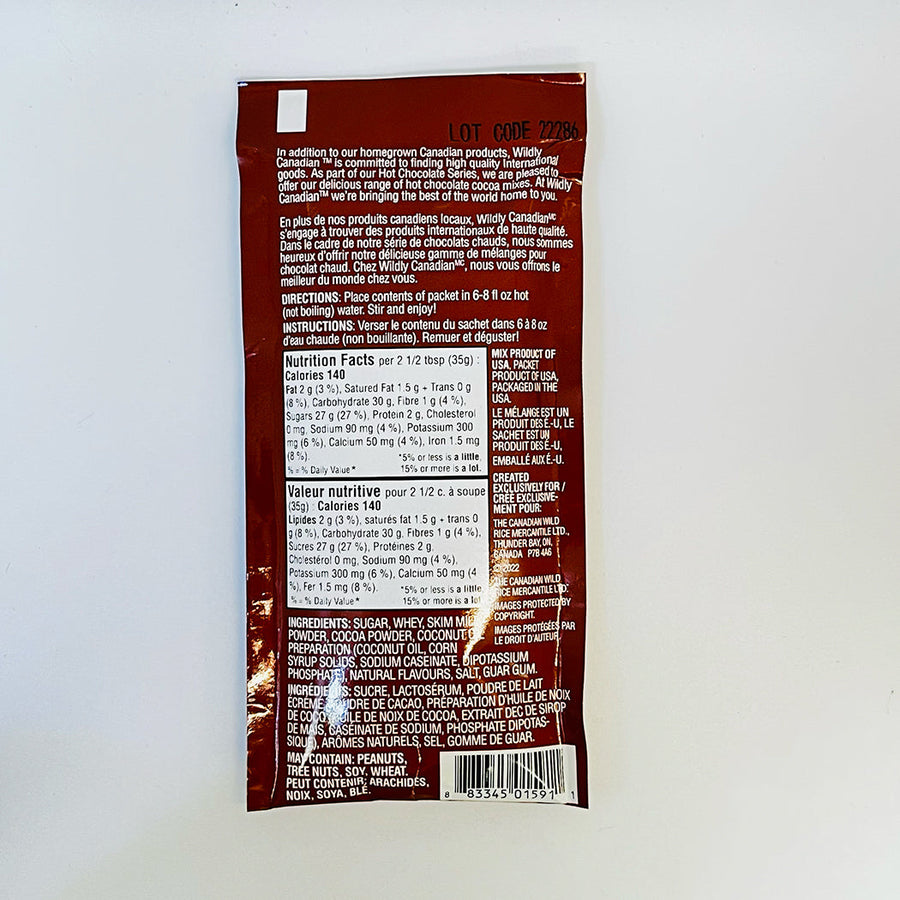 LOT CODE 22286
In addition to our homegrown Canadian products, Wildly
Canadian ™ is committed to finding high quality International
goods. As part of our Hot Chocolate Series, we are pleased to
offer our delicious range of hot chocolate cocoa mixes. At Wildly
Canadian™ we're bringing the best of the world home to you.
En plus de nos produits canadiens locaux, Wildly Canadianᴹᶜ
s'engage à trouver des produits internationaux de haute qualité.
Dans le cadre de notre série de chocolats chauds, nous sommes
heureux d'offrir notre délicieuse gamme de mélanges pour
chocolat chaud. Chez Wildly Canadianᴹᶜ, nous vous offrons le
meilleur du monde chez vous.
DIRECTIONS: Place contents of packet in 6-8 fl oz hot
(not boiling) water. Stir and enjoy!
INSTRUCTIONS: Verser le contenu du sachet dans 6 à 8 oz
d'eau chaude (non bouillante). Remuer et déguster!
Nutrition Facts per 2 1/2 tbsp (35g) :
Calories 140
Fat 2 g (3 %), Satured Fat 1.5 g + Trans 0 g
(8 %), Carbohydrate 30 g, Fibre 1 g (4 %),
Sugars 27 g (27 %), Protein 2 g, Cholesterol
0 mg, Sodium 90 mg (4 %), Potassium 300
mg (6 %), Calcium 50 mg (4 %), Iron 1.5 mg
(8 %).
*5% or less is a little,
% = % Daily Value *
15% or more is a lot.
Valeur nutritive pour 2 1/2 c. à soupe
(35g) : Calories 140
Lipides 2 g (3 %), saturés fat 1.5 g + trans 0
g (8 %), Carbohydrate 30 g, Fibres 1 g (4 %),
Sucres 27 g (27 %), Protéines 2 g,
Cholestérol 0 mg, Sodium 90 mg (4 %),
Potassium 300 mg (6 %), Calcium 50 mg (4
%), Fer 1.5 mg (8 %).
*5% or less is a little,
% = % Daily Value *
15% or more is a lot
MIX PRODUCT OF
USA, PACKET
PRODUCT OF USA,
PACKAGED IN THE
USA.
LE MÉLANGE EST UN
PRODUIT DES É.-U, LE
SACHET EST UN
PRODUIT DES É.-U,
EMBALLÉ AUX É.-U.
CREATED
EXCLUSIVELY FOR /
CRÉÉ EXCLUSIVE-
MENT POUR:
THE CANADIAN WILD
RICE MERCANTILE LTD.,
THUNDER BAY, ON,
CANADA P7B 4A6
© 2022
THE CANADIAN WILD
RICE MERCANTILE LTD.
IMAGES PROTECTED BY
COPYRIGHT.
IMAGES PROTÉGÉES PAR
LE DROIT D'AUTEUR.
INGREDIENTS: SUGAR, WHEY, SKIM MILK
POWDER, COCOA POWDER, COCONUT
PREPARATION (COCONUT OIL, CORN
SYRUP SOLIDS, SODIUM CASEINATE, DIPOTASSIUM
PHOSPHATE), NATURAL FLAVOURS, SALT, GUAR GUM.
INGRÉDIENTS: SUCRE, LACTOSÉRUM, POUDRE DE LAIT
ÉCRÉMÉ, POUDRE DE CACAO, PRÉPARATION D'HUILE DE NOIX
DE COCO HUILE DE NOIX DE COCOA, EXTRAIT DEC DE SIROP
DE MAIS, CASÉINATE DE SODIUM, PHOSPHATE DIPOTAS-
SIQUE, ARÔMES NATURELS, SEL, GOMME DE GUAR.
MAY CONTAIN: PEANUTS,
TREE NUTS, SOY, WHEAT.
PEUT CONTENIR: ARACHIDES,
NOIX, SOYA, BLÉ.
8 83345 01591 1